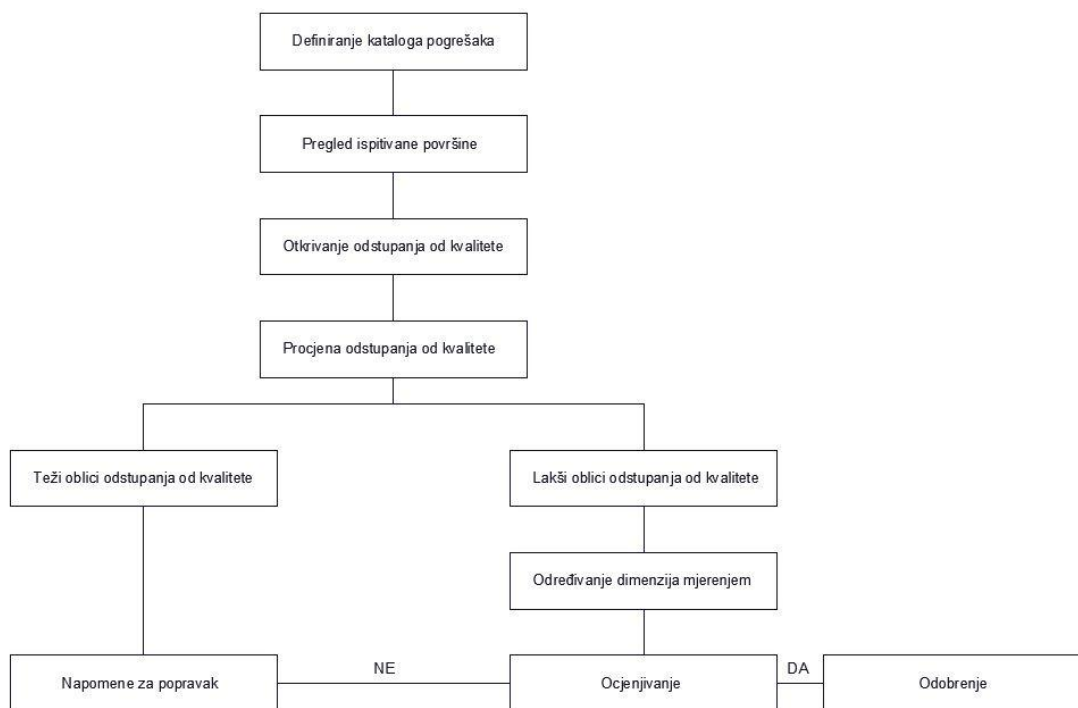 Definiranje kataloga pogrešaka
Pregled ispitivane površine
Otkrivanje odstupanja od kvalitete
Procjena odstupanja od kvalitete
Teži oblici odstupanja od kvalitete
Lakši oblici odstupanja od kvalitete
Određivanje dimenzija mjerenjem
Napomene za popravak
NE
Ocjenjivanje
DA
Odobrenje